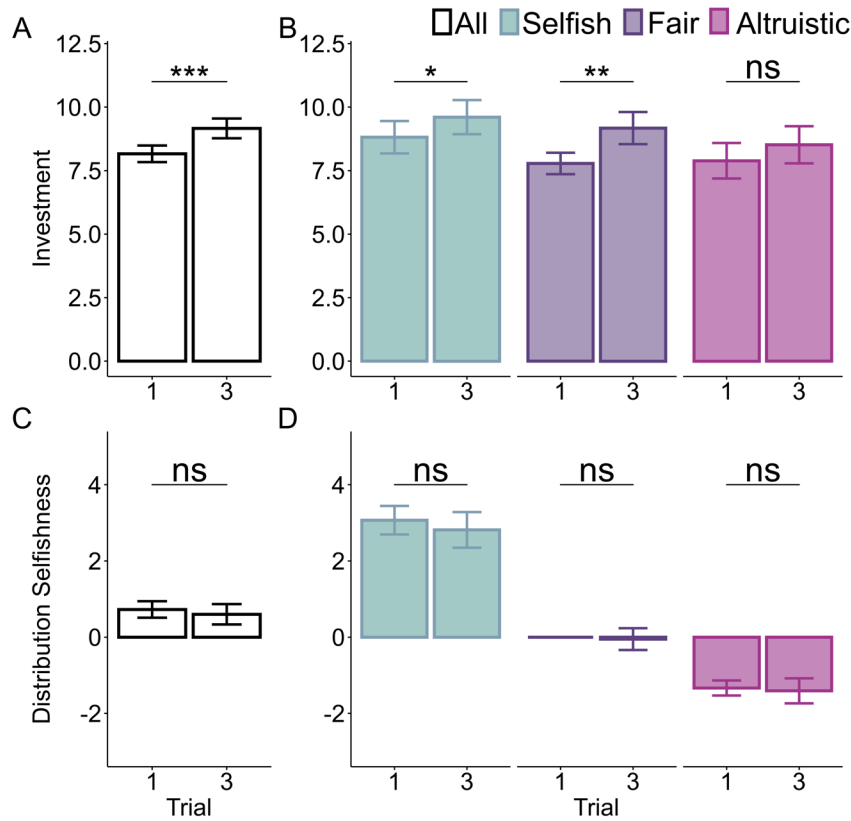 A
B
All Selfish Fair Altruistic
12.5
10.0
7.5
5.0
2.5
0.0
Investment
***
1 3
12.5
10.0
7.5
5.0
2.5
0.0
* ** ns
1 3 1 3 1 3
C
D
4
2
0
-2
Distribution Selfishness
ns
1 3
Trial
4
2
0
-2
ns ns ns
1 3 1 3 1 3
Trial